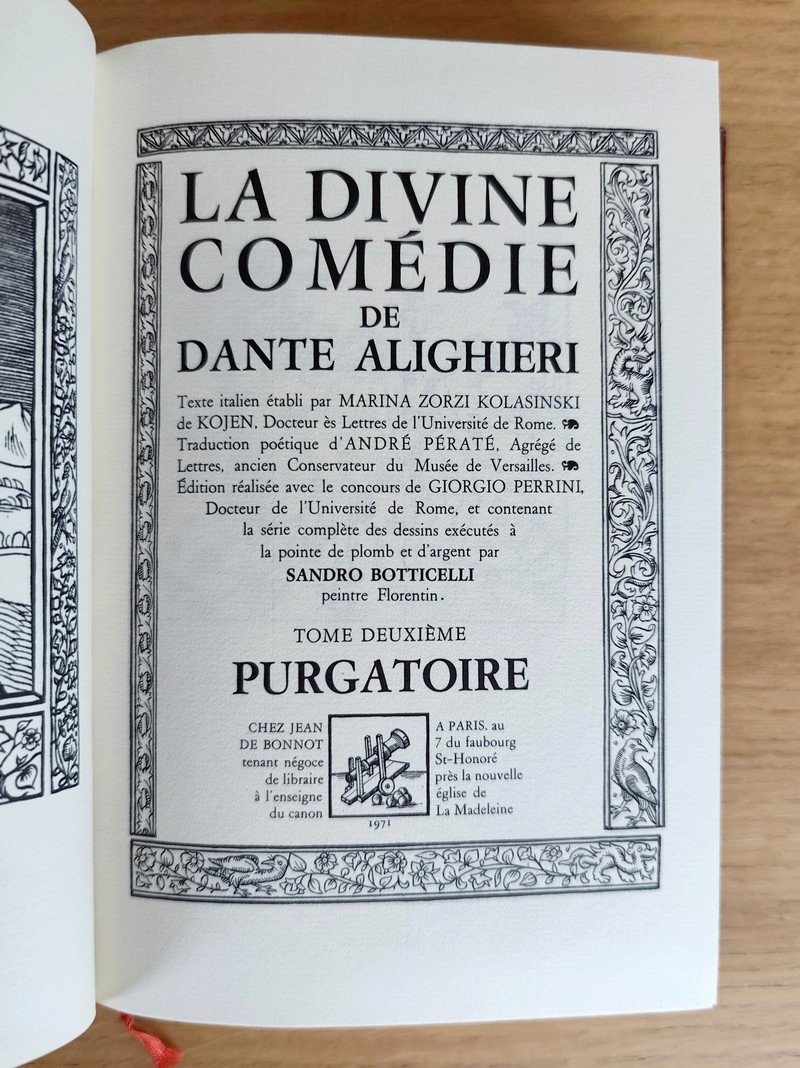 LA DIVINE
COMÉDIE
DE
DANTE ALIGHIERI
Texte italien établi par MARINA ZORZI KOLASINSKI
de KOJEN, Docteur ès Lettres de l'Université de Rome.
Traduction poétique d'ANDRÉ PÉRATÉ, Agrégé de
Lettres, ancien Conservateur du Musée de Versailles.
Édition réalisée avec le concours de GIORGIO PERRINI,
Docteur de l'Université de Rome, et contenant
la série complète des dessins exécutés à
la pointe de plomb et d'argent par
SANDRO BOTTICELLI
peintre Florentin.
TOME DEUXIÈME
PURGATOIRE
CHEZ JEAN
DE BONNOT
tenant négoce
de libraire
à l'enseigne
du canon
1971
A PARIS. au
7 du faubourg
St-Honoré
près la nouvelle
église de
La Madeleine